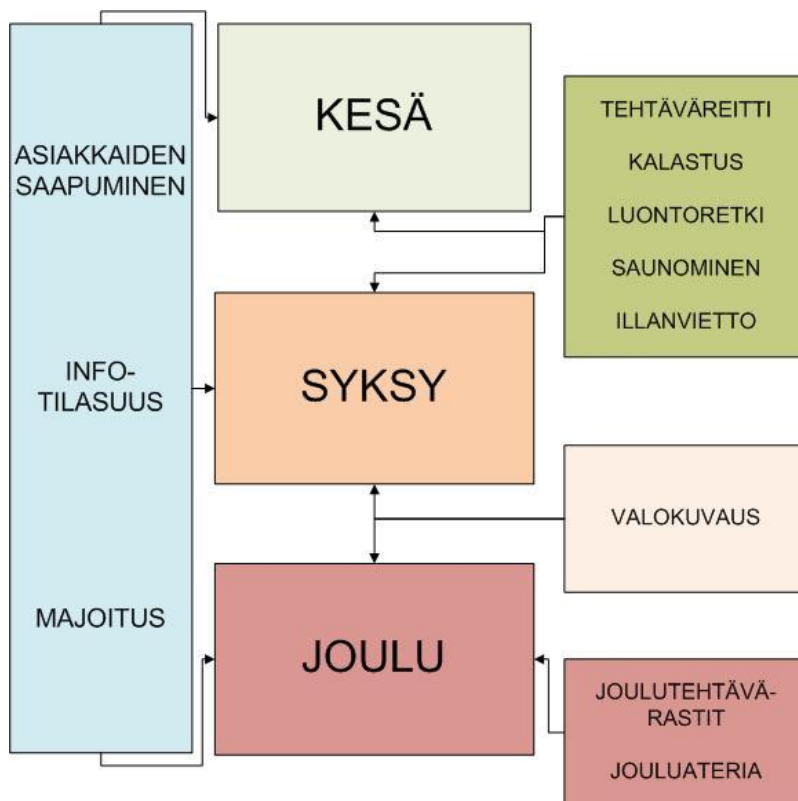 ASIAKKAIDEN
SAAPUMINEN
INFO-
TILASUUS
MAJOITUS
KESÄ
SYKSY
JOULU
TEHTÄVÄREITTI
KALASTUS
LUONTORETKI
SAUNOMINEN
ILLANVIETTO
VALOKUVAUS
JOULUTEHTÄVÄ-
RASTIT
JOULUATERIA